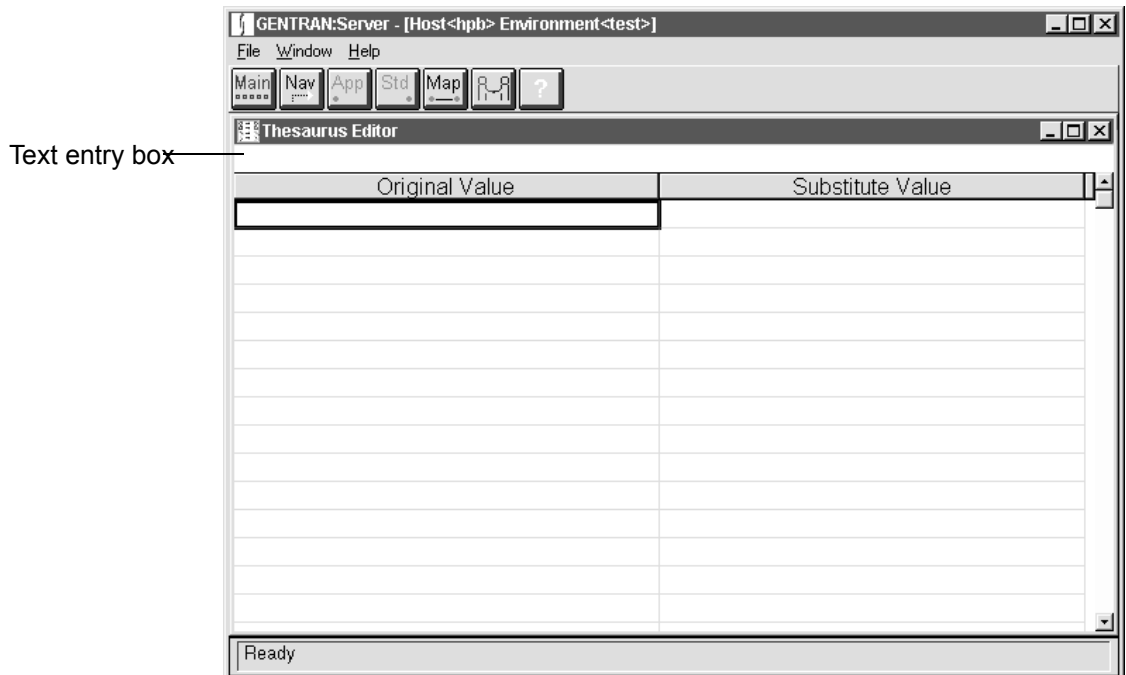 GENTRAN:Server - [Host<hpb> Environment<test>]
File Window Help
Main Nav App Std Map ?
Thesaurus Editor
Text entry box
Original Value Substitute Value
Ready